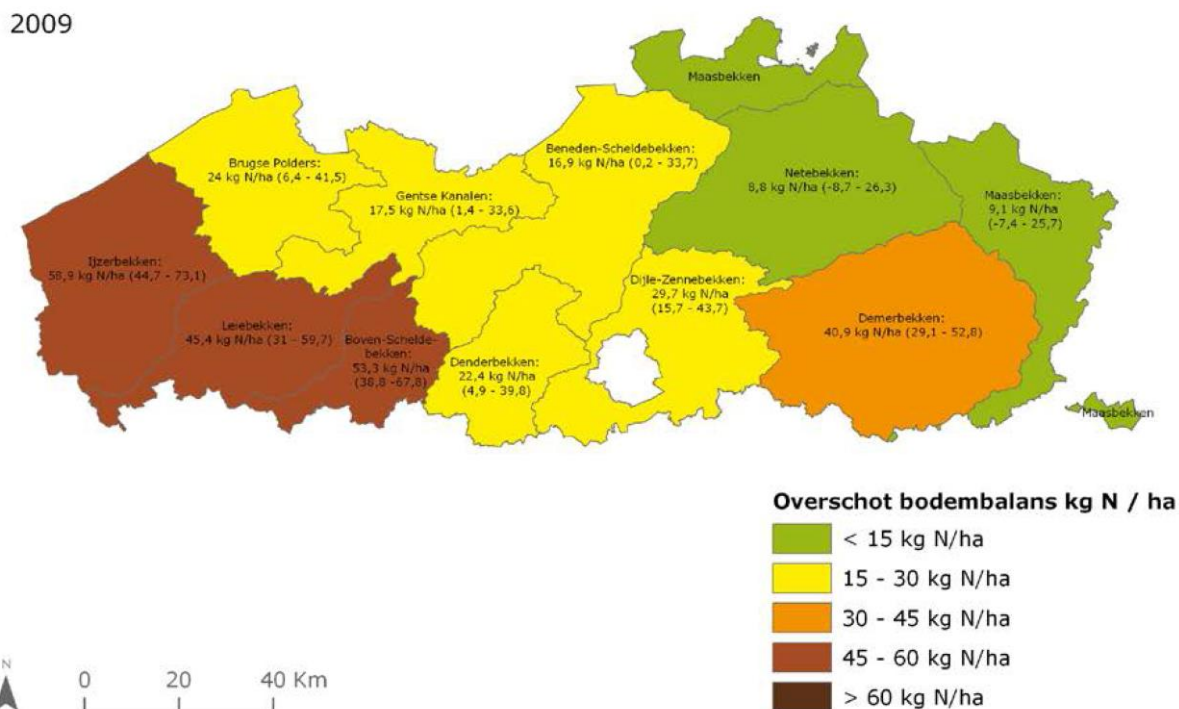 2009
Maasbekken
Brugse Polders:
24 kg N/ha (6,4 - 41,5)
Gentse Kanalen:
17,5 kg N/ha (1,4 - 33,6)
Beneden-Scheldebekken:
16,9 kg N/ha (0,2 - 33,7)
Netebekken:
8,8 kg N/ha (-8,7 - 26,3)
Maasbekken:
9,1 kg N/ha
(-7,4 - 25,7)
Ijzerbekken:
58,9 kg N/ha (44,7 - 73,1)
Leiebekken:
45,4 kg N/ha (31 - 59,7)
Boven-Schelde-
bekken:
53,3 kg N/ha
(38,8 -67,8)
Denderbekken:
22,4 kg N/ha
(4,9 - 39,8)
Dijle-Zennebekken:
29,7 kg N/ha
(15,7 - 43,7)
Demerbekken:
40,9 kg N/ha (29,1 - 52,8)
Maasbekken
Overschot bodembalans kg N / ha
< 15 kg N/ha
15 - 30 kg N/ha
30 - 45 kg N/ha
45 - 60 kg N/ha
> 60 kg N/ha
N
0 20 40 Km